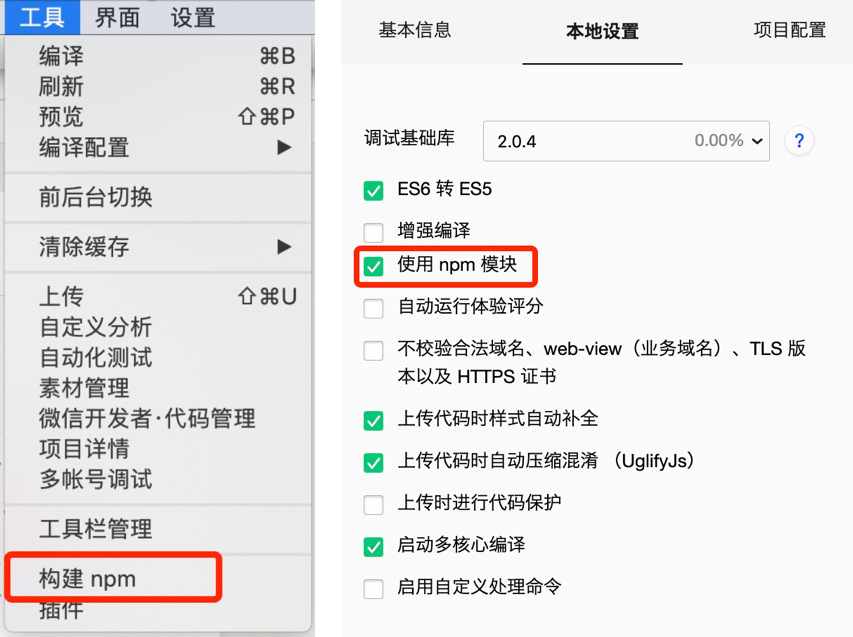 工具 界面 设置
编译 ⌘B
刷新 ⌘R
预览 ⇧⌘P
编译配置 ▶
前后台切换
清除缓存 ▶
上传 ⇧⌘U
自定义分析
自动化测试
素材管理
微信开发者·代码管理
项目详情
多帐号调试
工具栏管理
构建 npm
插件
基本信息 本地设置 项目配置
调试基础库 2.0.4 0.00% ?
ES6 转 ES5
增强编译
使用 npm 模块
自动运行体验评分
不校验合法域名、web-view（业务域名）、TLS 版
本以及 HTTPS 证书
上传代码时样式自动补全
上传代码时自动压缩混淆 （UglifyJs）
上传时进行代码保护
启动多核心编译
启用自定义处理命令